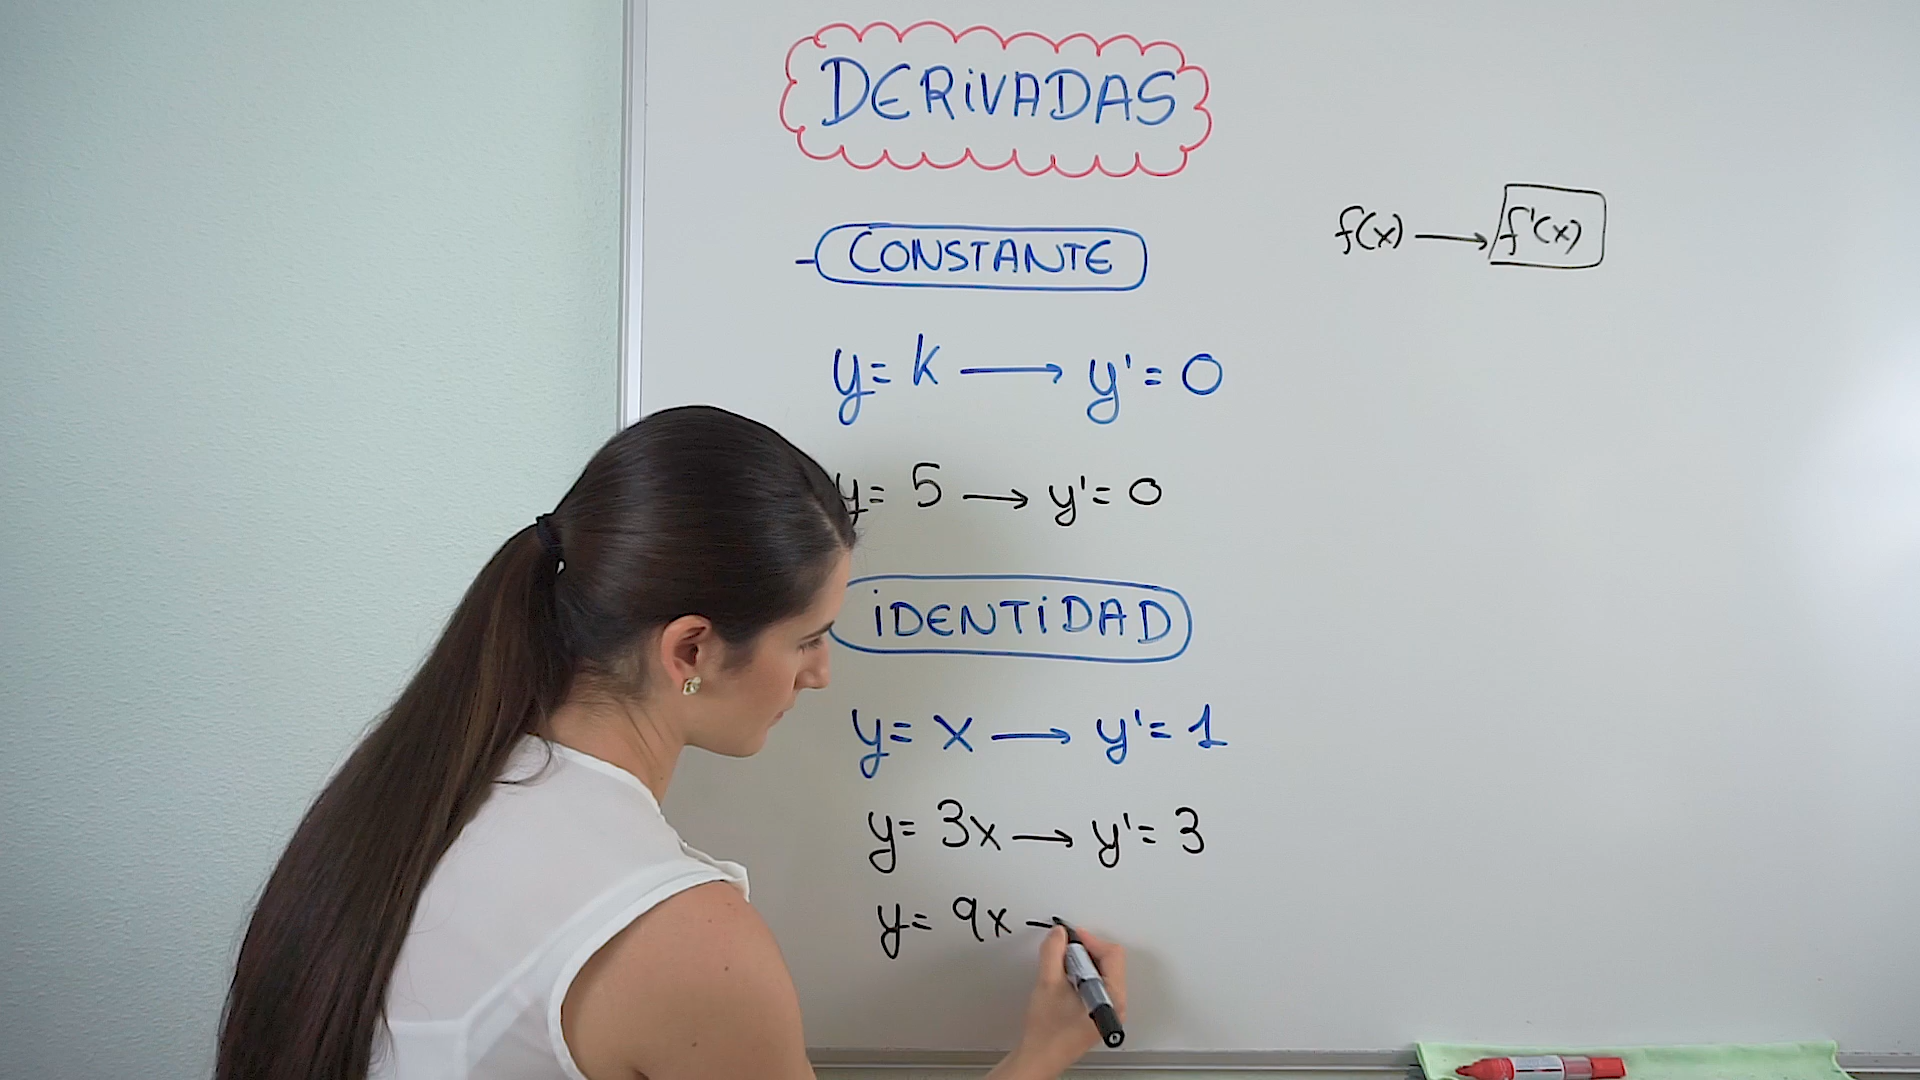 DERiVADAS
- CONSTANTE
f(x) → f'(x)
y = k → y' = 0
y = 5 → y' = 0
iDENTiDAD
y = x → y' = 1
y = 3x → y' = 3
y = 9x –